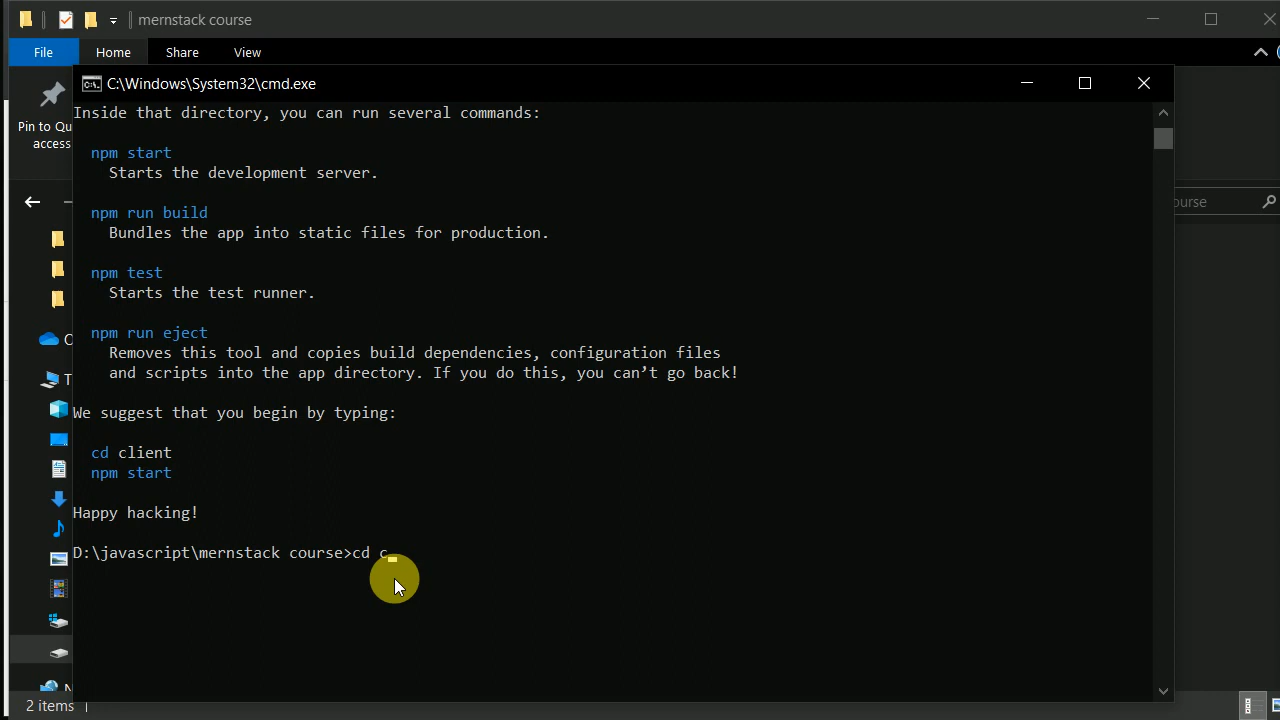 mernstack course
File Home Share View
C:\Windows\System32\cmd.exe
Pin to Qu
access
ourse
Inside that directory, you can run several commands:
npm start
Starts the development server.
npm run build
Bundles the app into static files for production.
npm test
Starts the test runner.
npm run eject
Removes this tool and copies build dependencies, configuration files
and scripts into the app directory. If you do this, you can’t go back!
We suggest that you begin by typing:
cd client
npm start
Happy hacking!
D:\javascript\mernstack course>cd c
2 items